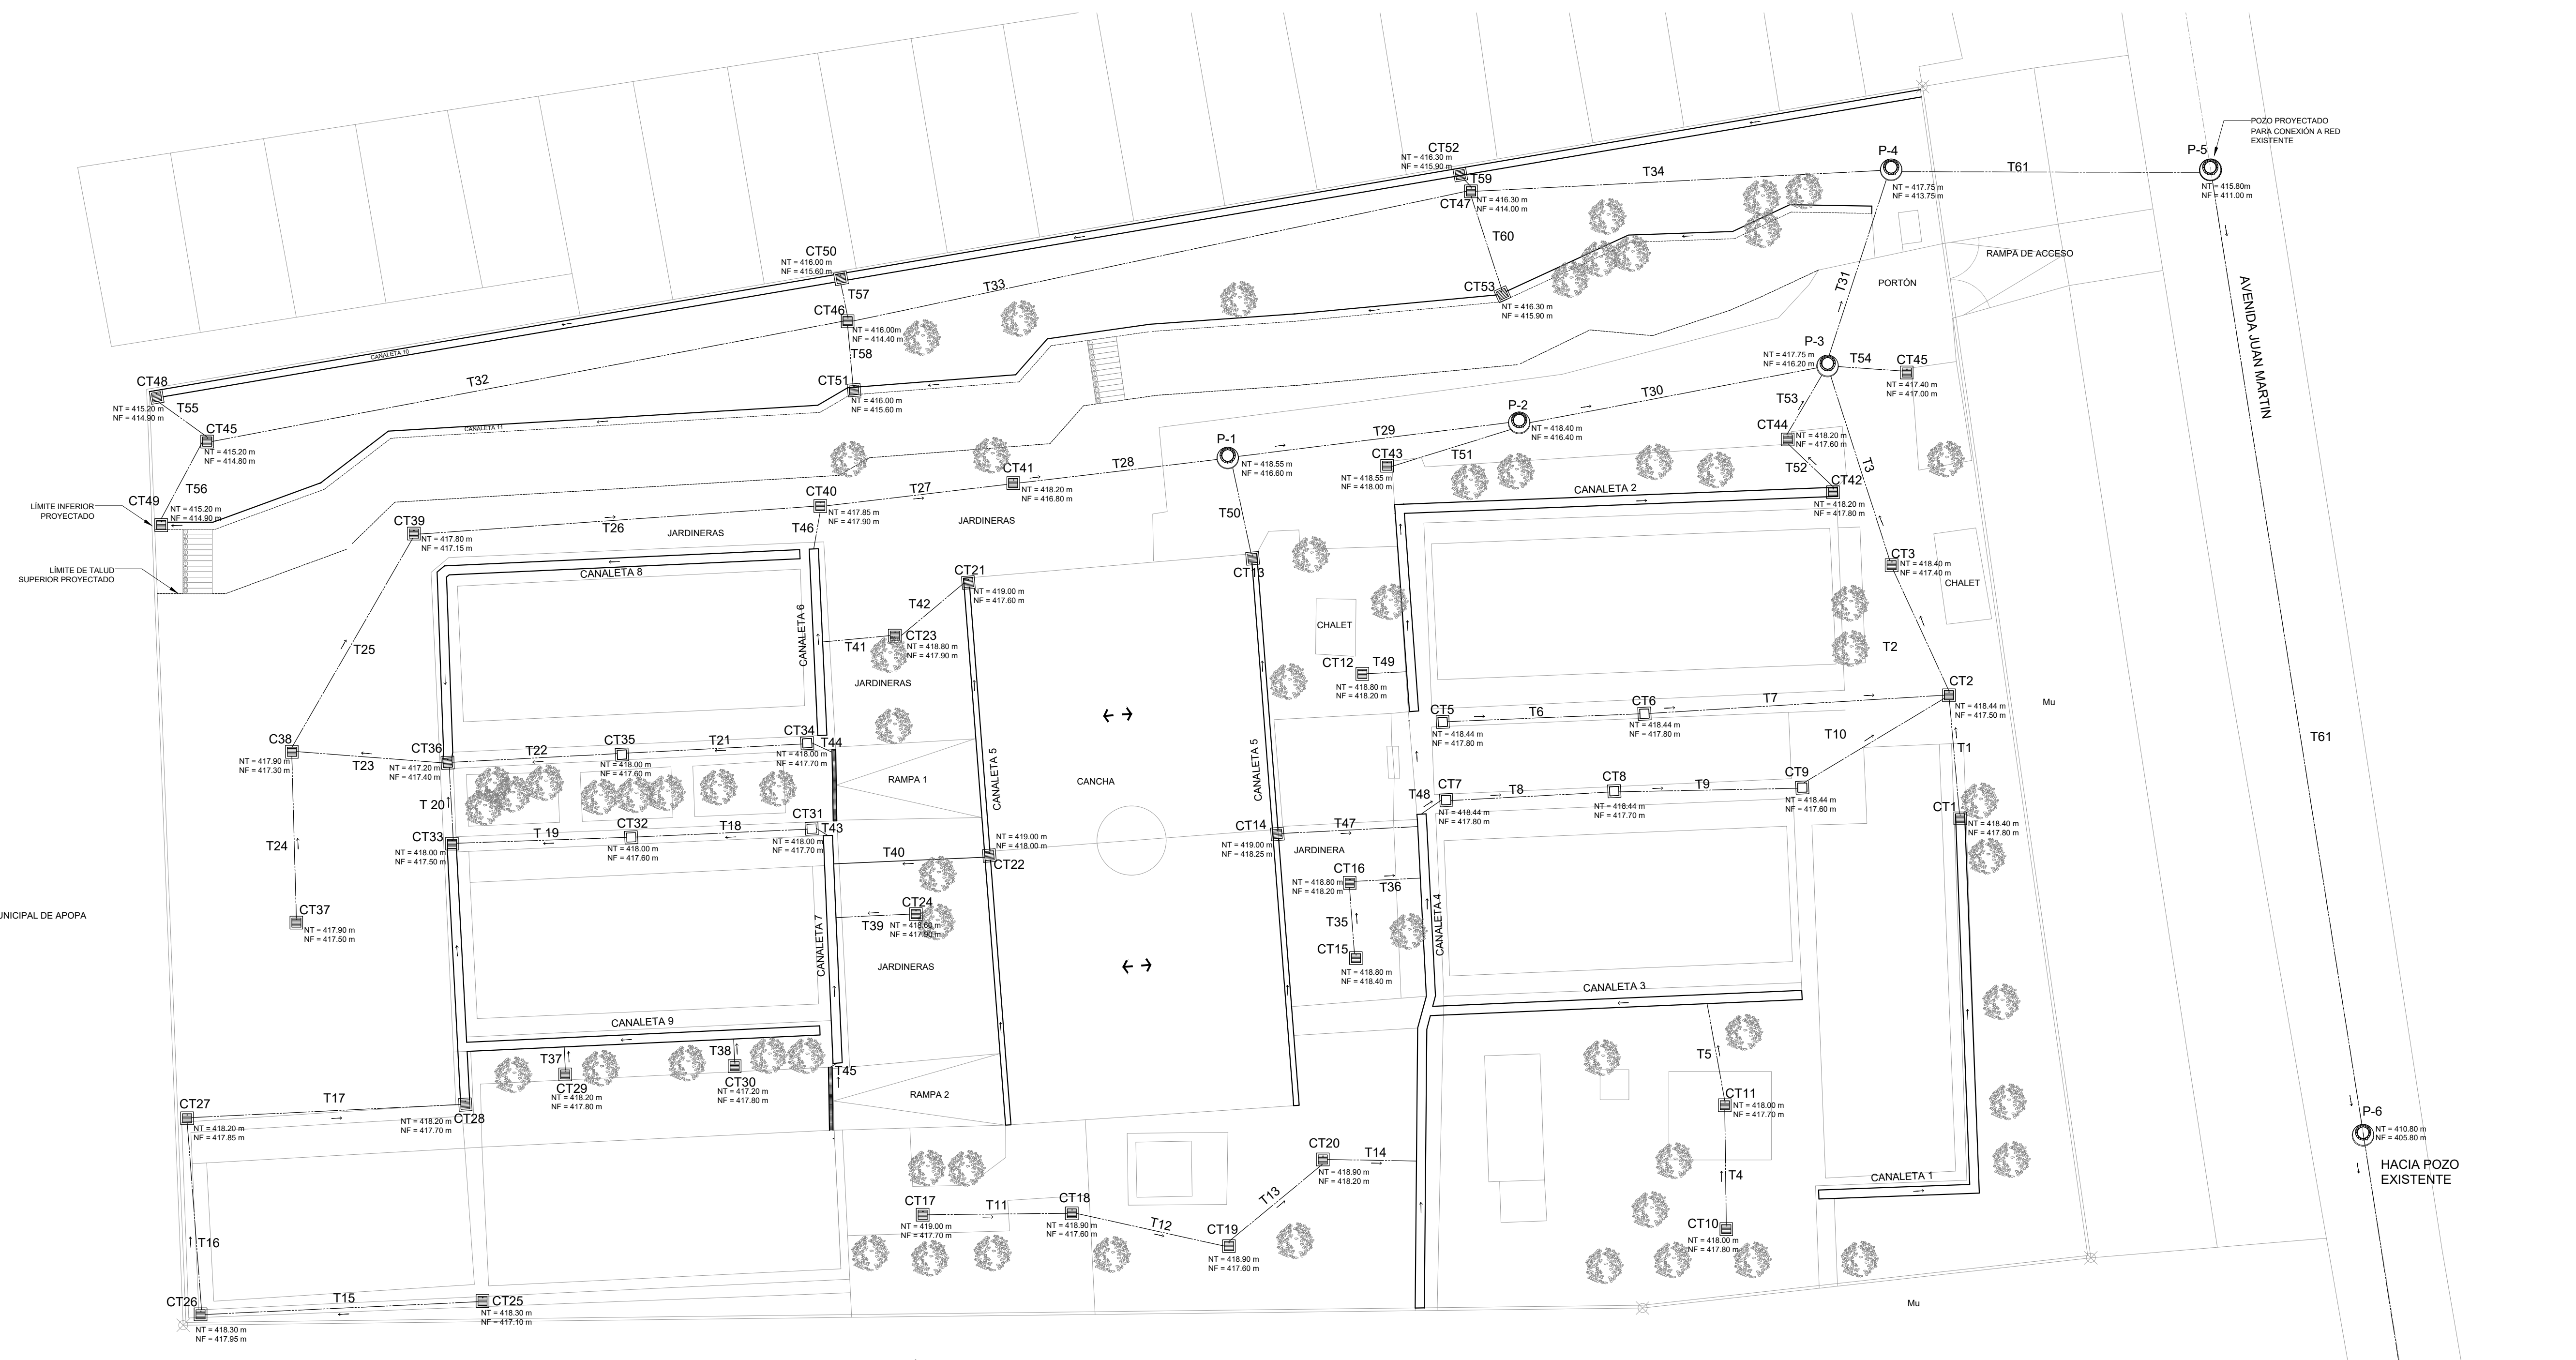 POZO PROYECTADO
PARA CONEXIÓN A RED
EXISTENTE
P-5
NT = 415.80m
NF = 411.00 m
T61
P-4
NT = 417.75 m
NF = 413.75 m
T34
CT52
NT = 416.30 m
NF = 415.90 m
T59
CT47
NT = 416.30 m
NF = 414.00 m
T60
CT53
NT = 416.30 m
NF = 415.90 m
RAMPA DE ACCESO
PORTÓN
T31
AVENIDA JUAN MARTIN
CT50
NT = 416.00 m
NF = 415.60 m
T57
CT46
NT = 416.00m
NF = 414.40 m
T58
T33
CT51
NT = 416.00 m
NF = 415.60 m
CANALETA 10
T32
CT48
NT = 415.20 m
NF = 414.90 m
T55
CT45
NT = 415.20 m
NF = 414.80 m
CANALETA 11
T56
CT49
NT = 415.20 m
NF = 414.90 m
LÍMITE INFERIOR
PROYECTADO
LÍMITE DE TALUD
SUPERIOR PROYECTADO
P-3
NT = 417.75 m
NF = 416.20 m
T54
CT45
NT = 417.40 m
NF = 417.00 m
T30
T53
P-2
NT = 418.40 m
NF = 416.40 m
CT44
NT = 418.20 m
NF = 417.60 m
T29
P-1
NT = 418.55 m
NF = 416.60 m
CT43
NT = 418.55 m
NF = 418.00 m
T51
T52
T3
CT42
NT = 418.20 m
NF = 417.80 m
CANALETA 2
T28
CT41
NT = 418.20 m
NF = 416.80 m
T27
CT40
NT = 417.85 m
NF = 417.90 m
T46
T26
CT39
NT = 417.80 m
NF = 417.15 m
JARDINERAS
JARDINERAS
T50
CT13
CT3
NT = 418.40 m
NF = 417.40 m
CHALET
CANALETA 8
CT21
NT = 419.00 m
NF = 417.60 m
T42
CANALETA 6
CT23
NT = 418.80 m
NF = 417.90 m
T41
JARDINERAS
CHALET
CT12
T49
NT = 418.80 m
NF = 418.20 m
T25
T2
CT2
NT = 418.44 m
NF = 417.50 m
Mu
CT5
NT = 418.44 m
NF = 417.80 m
T6
CT6
NT = 418.44 m
NF = 417.80 m
T7
T10
T1
T61
C38
NT = 417.90 m
NF = 417.30 m
T23
CT36
NT = 417.20 m
NF = 417.40 m
T22
CT35
NT = 418.00 m
NF = 417.60 m
T21
CT34
T44
NT = 418.00 m
NF = 417.70 m
RAMPA 1
CANALETA 5
CANCHA
CANALETA 5
CT7
NT = 418.44 m
NF = 417.80 m
T48
T8
CT8
NT = 418.44 m
NF = 417.70 m
T9
CT9
NT = 418.44 m
NF = 417.60 m
CT1
NT = 418.40 m
NF = 417.80 m
T 20
CT33
NT = 418.00 m
NF = 417.50 m
T 19
CT32
NT = 418.00 m
NF = 417.60 m
T18
CT31
T43
NT = 418.00 m
NF = 417.70 m
T40
NT = 419.00 m
NF = 418.00 m
CT22
CT14
NT = 419.00 m
NF = 418.25 m
T47
JARDINERA
CT16
NT = 418.80 m
NF = 418.20 m
T36
T35
CT15
NT = 418.80 m
NF = 418.40 m
CANALETA 4
T24
CT37
NT = 417.90 m
NF = 417.50 m
UNICIPAL DE APOPA
CT24
NT = 418.60 m
NF = 417.90 m
T39
CANALETA 7
JARDINERAS
CANALETA 3
CANALETA 9
T37
CT29
NT = 418.20 m
NF = 417.80 m
T38
CT30
NT = 417.20 m
NF = 417.80 m
T45
RAMPA 2
T5
CT11
NT = 418.00 m
NF = 417.70 m
CT27
NT = 418.20 m
NF = 417.85 m
T17
CT28
NT = 418.20 m
NF = 417.70 m
P-6
NT = 410.80 m
NF = 405.80 m
HACIA POZO
EXISTENTE
CT20
NT = 418.90 m
NF = 418.20 m
T14
T4
CANALETA 1
T13
CT17
NT = 419.00 m
NF = 417.70 m
T11
CT18
NT = 418.90 m
NF = 417.60 m
T12
CT19
NT = 418.90 m
NF = 417.60 m
CT10
NT = 418.00 m
NF = 417.80 m
T16
CT26
NT = 418.30 m
NF = 417.95 m
T15
CT25
NT = 418.30 m
NF = 417.10 m
Mu